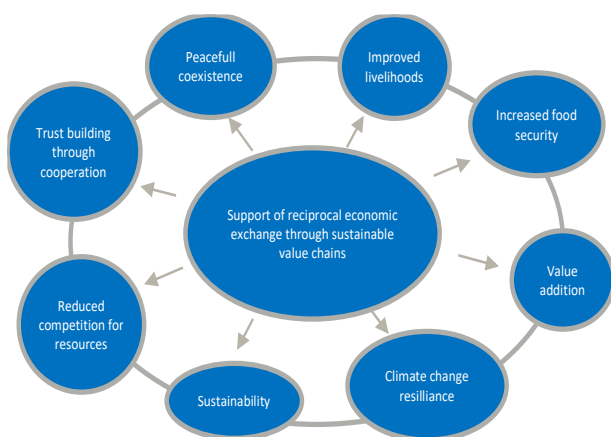 Peacefull
coexistence
Improved
livelihoods
Increased food
security
Trust building
through
cooperation
Support of reciprocal economic
exchange through sustainable
value chains
Value
addition
Reduced
competition for
resources
Climate change
resilliance
Sustainability